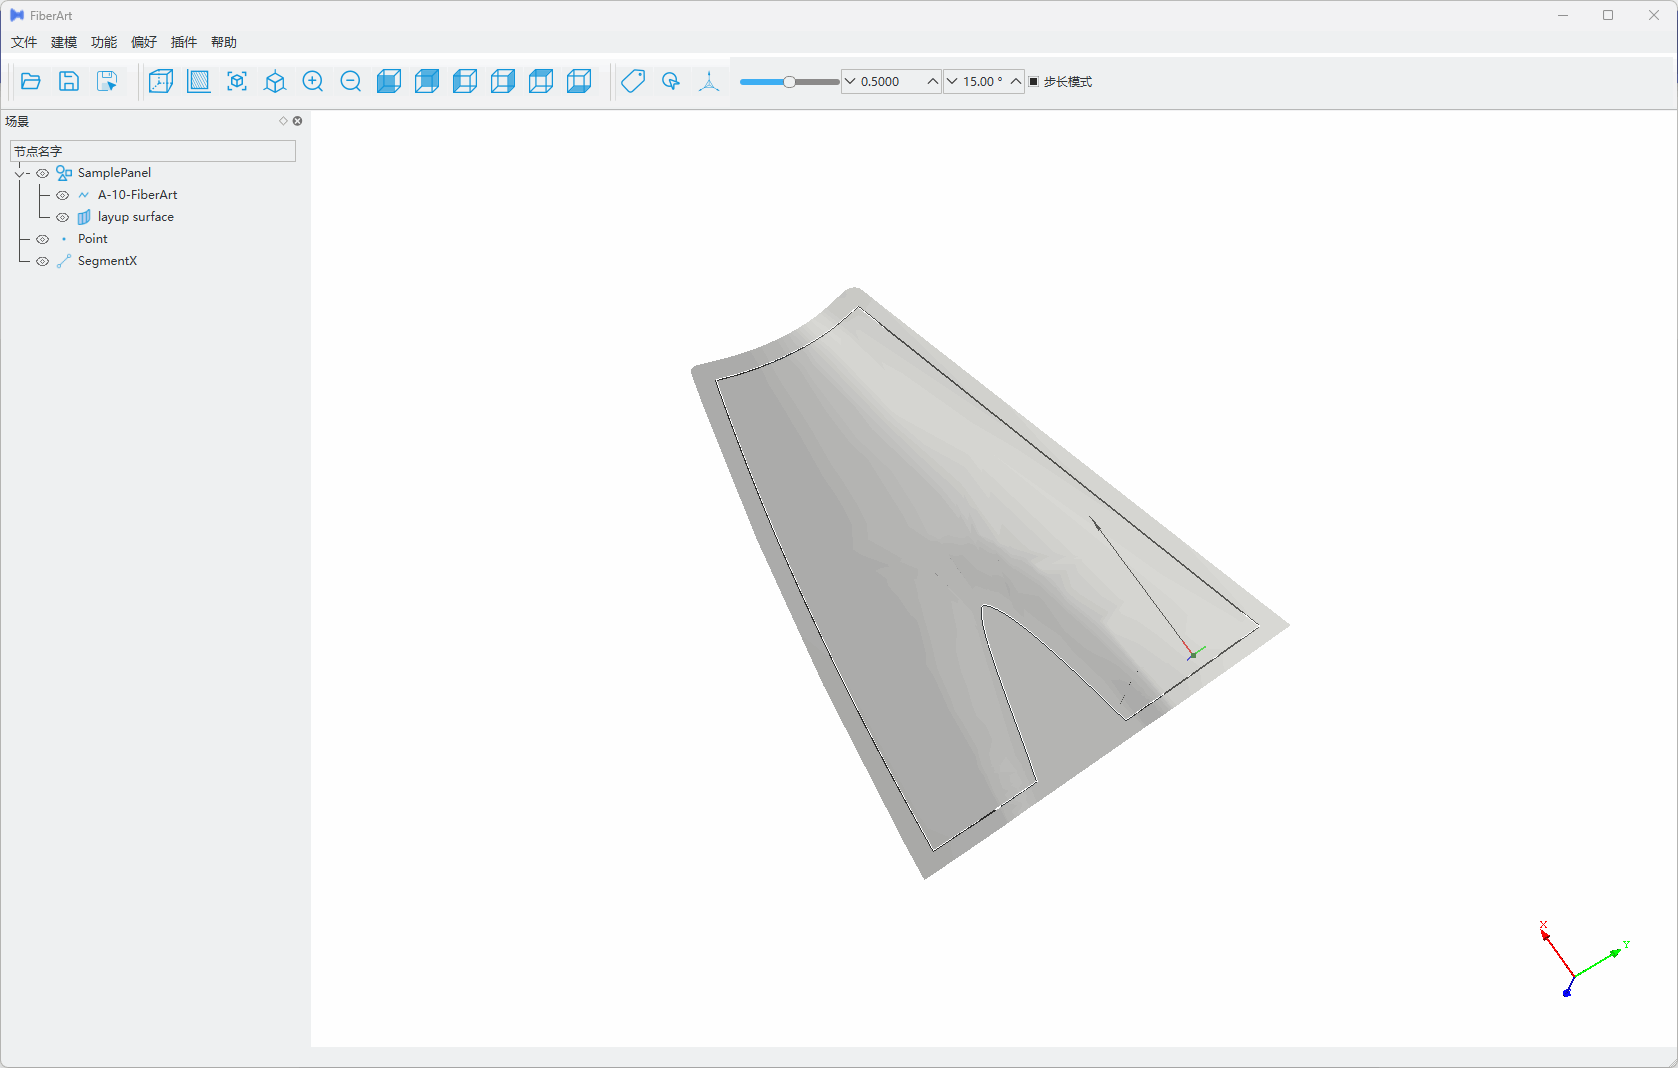 FiberArt
文件 建模 功能 偏好 插件 帮助
0.5000 15.00 ° 步长模式
场景
节点名字
SamplePanel
A-10-FiberArt
layup surface
Point
SegmentX
X
Y